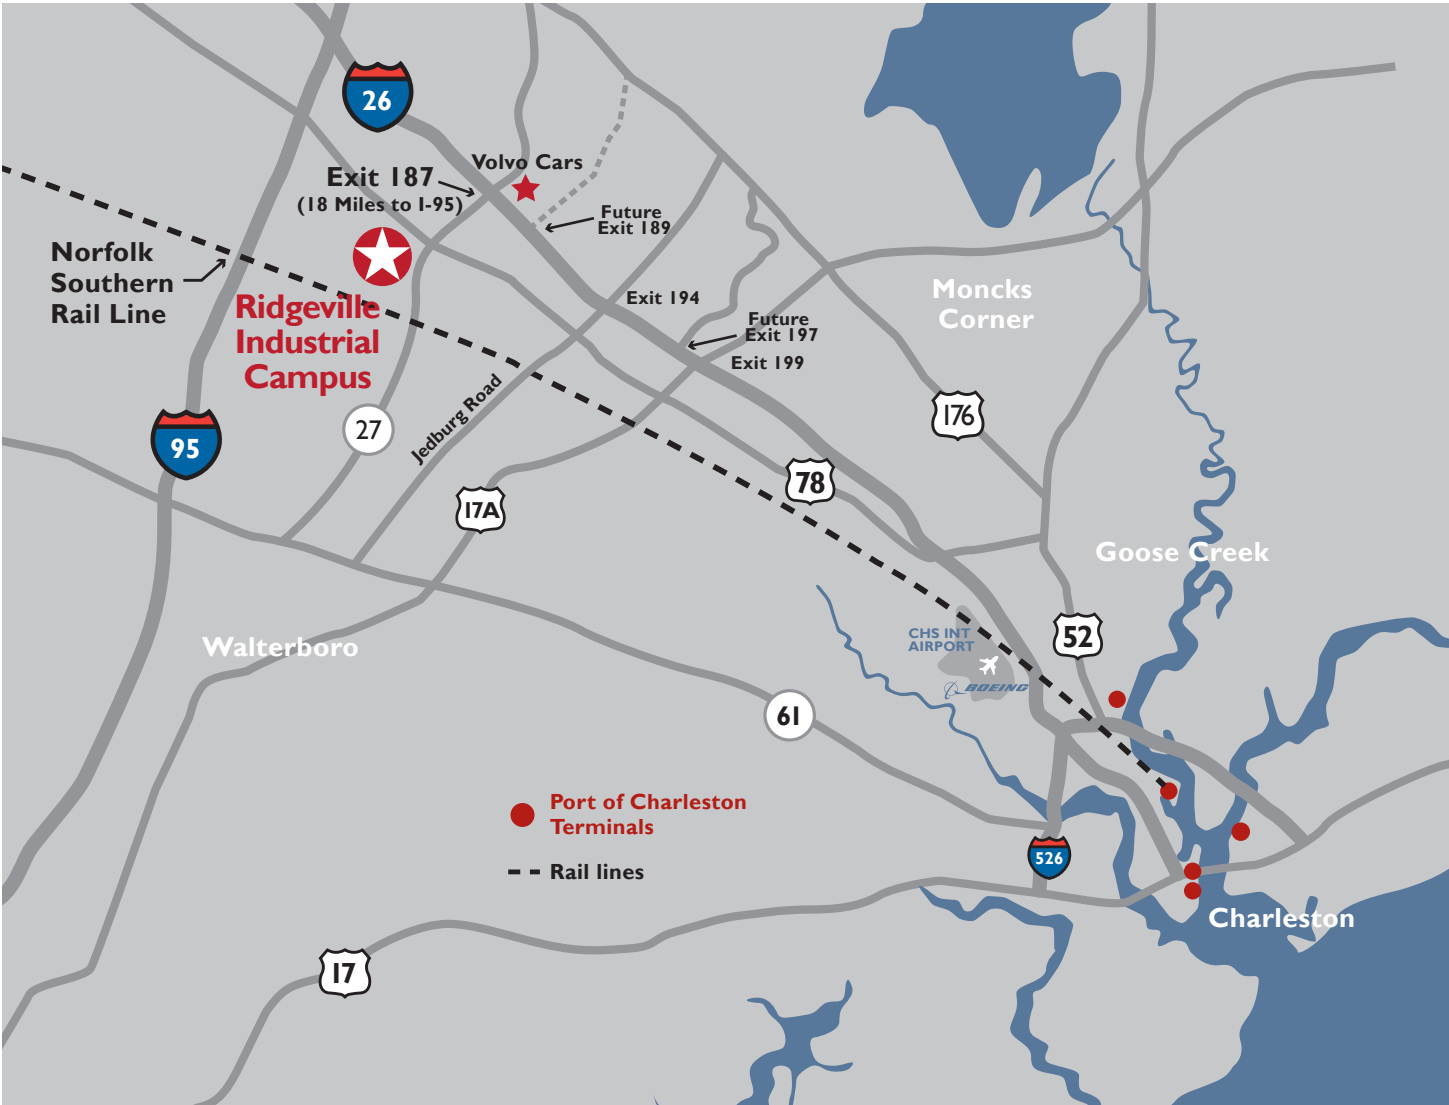 26
Volvo Cars
Exit 187
(18 Miles to I-95)
Future
Exit 189
Norfolk
Southern
Rail Line
Ridgeville
Industrial
Campus
Exit 194
Moncks
Corner
Future
Exit 197
Exit 199
Jedburg Road
27
95
176
78
17A
Goose Creek
CHS INT
AIRPORT
BOEING
52
Walterboro
61
Port of Charleston
Terminals
Rail lines
526
Charleston
17